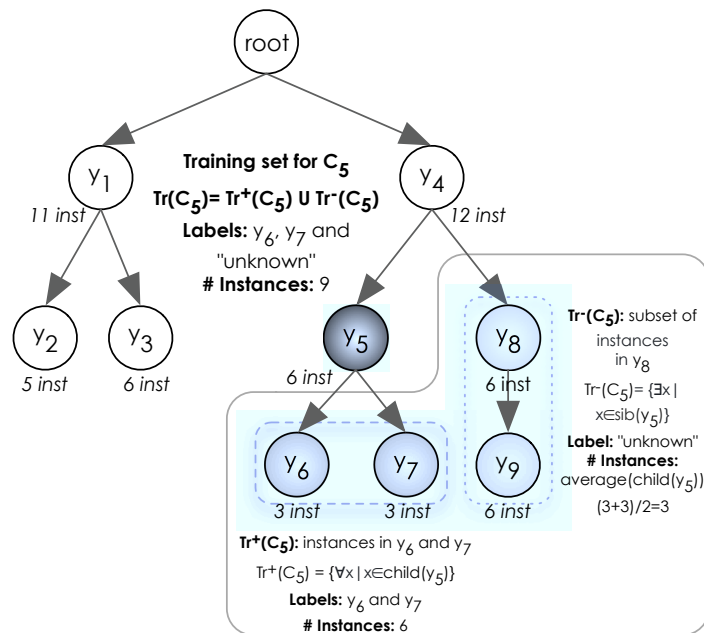 root
y1
y4
11 inst
12 inst
Training set for C5
Tr(C5)= Tr+(C5) U Tr-(C5)
Labels: y6, y7 and
"unknown"
# Instances: 9
y2
y3
5 inst
6 inst
y5
6 inst
y8
6 inst
y6
y7
3 inst
3 inst
y9
6 inst
Tr-(C5): subset of
instances
in y8
Tr-(C5)= {∃x|
x∈sib(y5)}
Label: "unknown"
# Instances:
average(child(y5))
(3+3)/2=3
Tr+(C5): instances in y6 and y7
Tr+(C5) = {∀x|x∈child(y5)}
Labels: y6 and y7
# Instances: 6